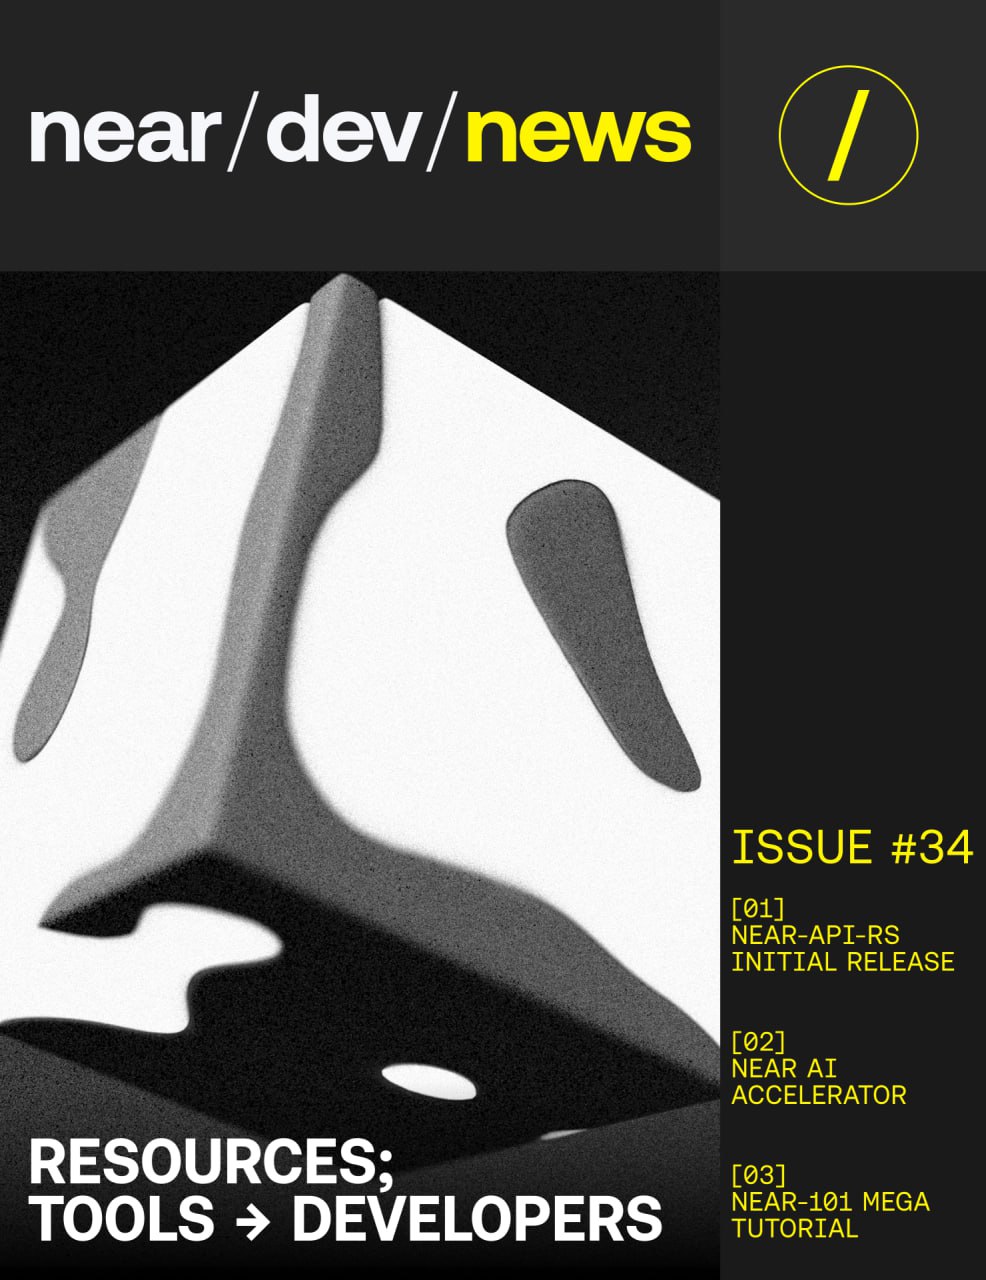 near/dev/news
/
ISSUE #34
[01]
NEAR-API-RS
INITIAL RELEASE
[02]
NEAR AI
ACCELERATOR
[03]
NEAR-101 MEGA
TUTORIAL
RESOURCES;
TOOLS → DEVELOPERS